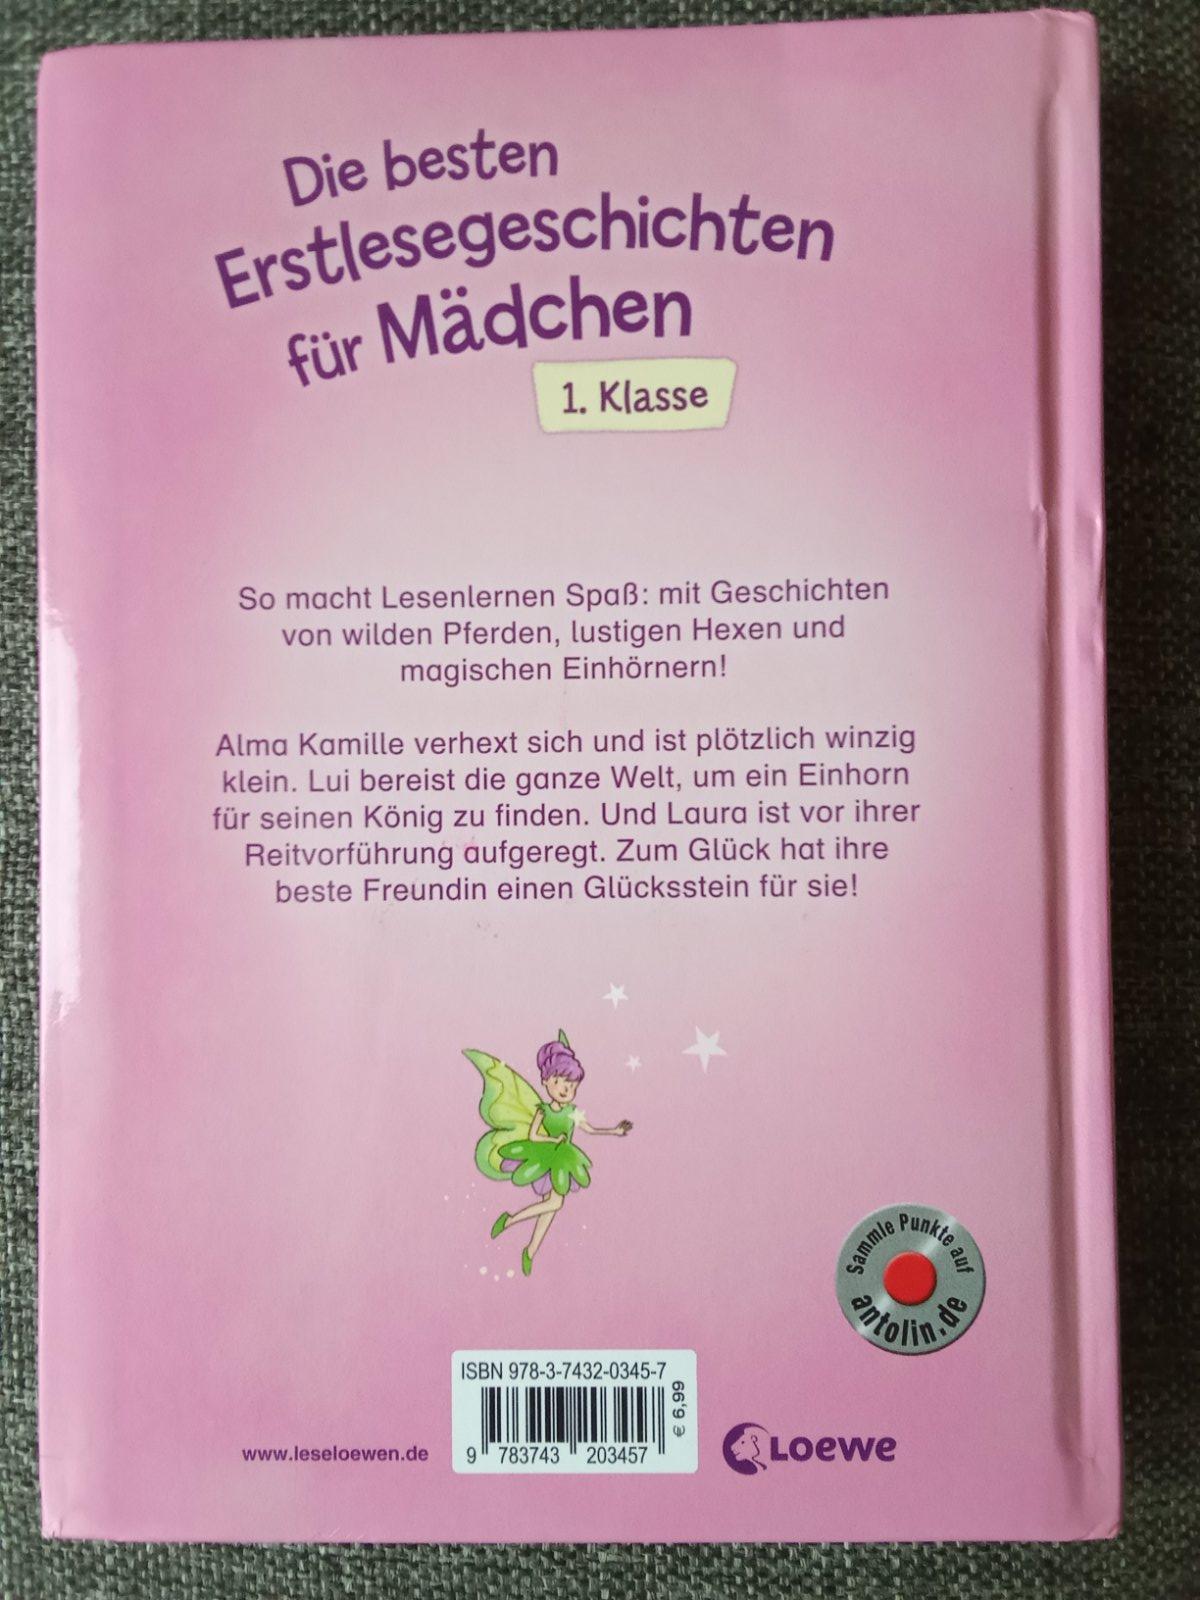 Die besten
Erstlesegeschichten
für Mädchen
1. Klasse
So macht Lesenlernen Spaß: mit Geschichten
von wilden Pferden, lustigen Hexen und
magischen Einhörnern!
Alma Kamille verhext sich und ist plötzlich winzig
klein. Lui bereist die ganze Welt, um ein Einhorn
für seinen König zu finden. Und Laura ist vor ihrer
Reitvorführung aufgeregt. Zum Glück hat ihre
beste Freundin einen Glücksstein für sie!
Sammle Punkte auf
antolin.de
ISBN 978-3-7432-0345-7
€ 6,99
9 783743 203457
www.leseloewen.de
Loewe